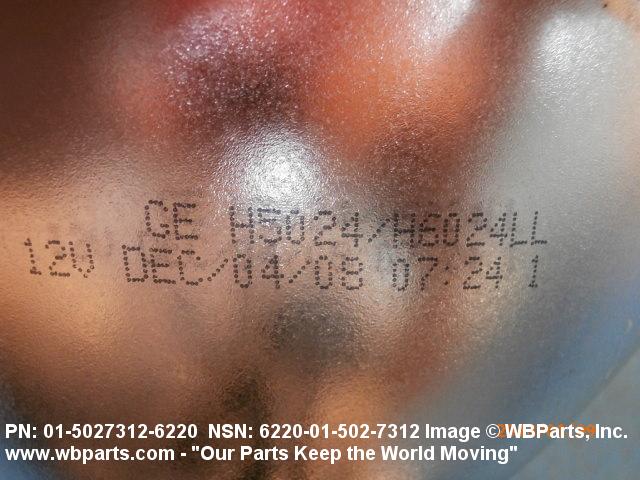 GE H5024/H6024LL
12V DEC/04/08 07:24 1
PN: 01-5027312-6220 NSN: 6220-01-502-7312 Image © WBParts, Inc.
www.wbparts.com - "Our Parts Keep the World Moving"